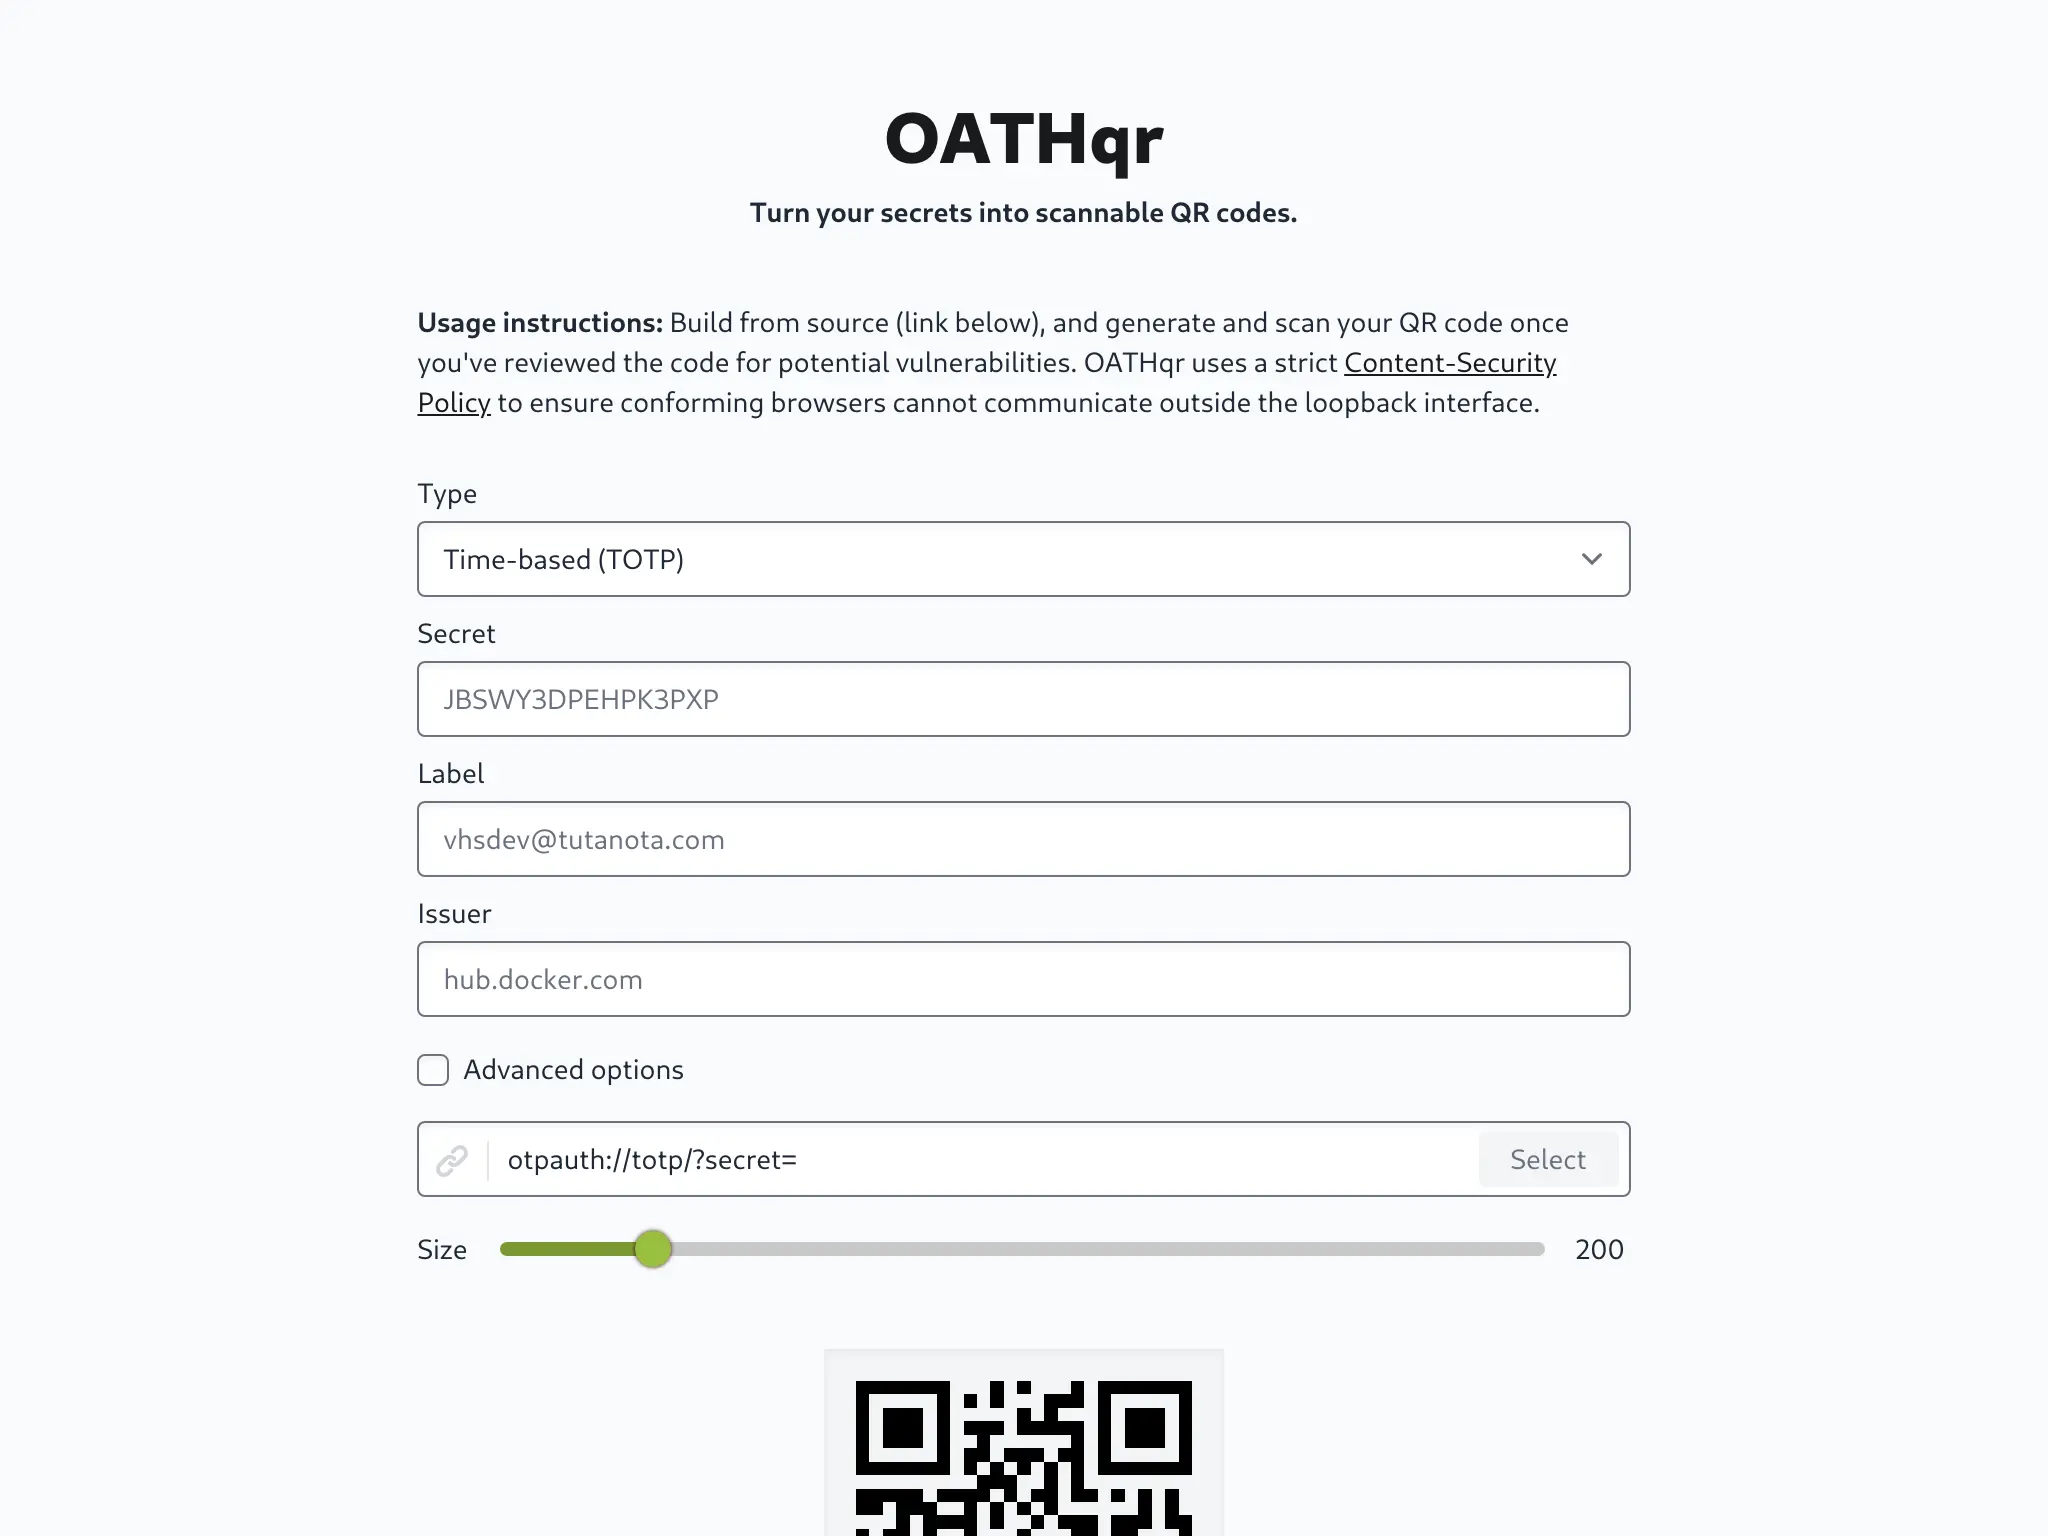 OATHqr
Turn your secrets into scannable QR codes.
Usage instructions: Build from source (link below), and generate and scan your QR code once
you've reviewed the code for potential vulnerabilities. OATHqr uses a strict Content-Security
Policy to ensure conforming browsers cannot communicate outside the loopback interface.
Type
Time-based (TOTP)
Secret
JBSWY3DPEHPK3PXP
Label
vhsdev@tutanota.com
Issuer
hub.docker.com
Advanced options
otpauth://totp/?secret= Select
Size 200